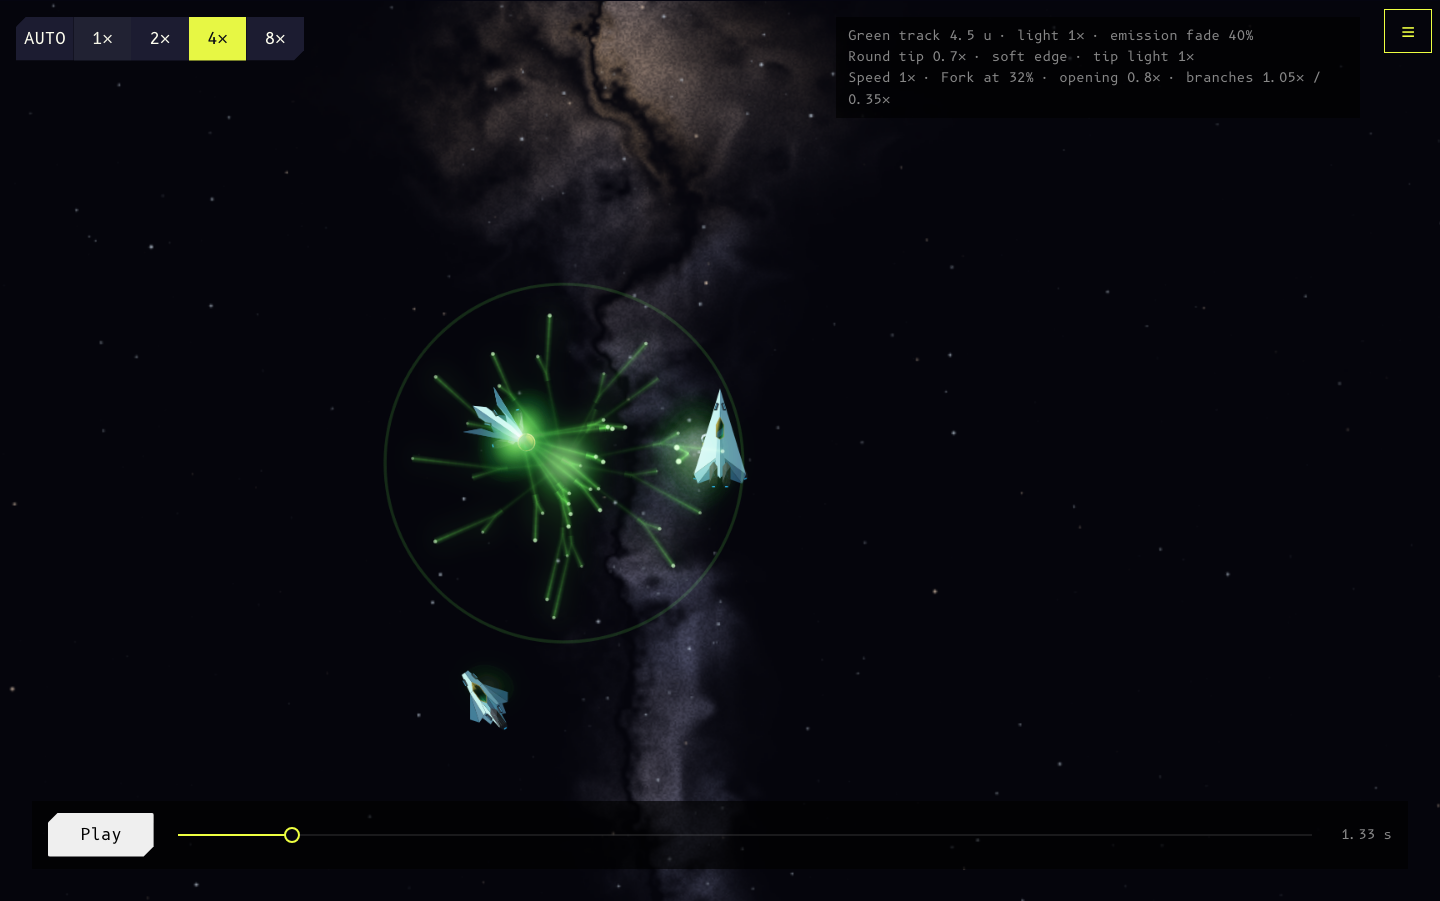 AUTO 1× 2× 4× 8×
Green track 4.5 u · light 1× · emission fade 40%
Round tip 0.7× · soft edge · tip light 1×
Speed 1× · Fork at 32% · opening 0.8× · branches 1.05× /
0.35×
Play
1.33 s